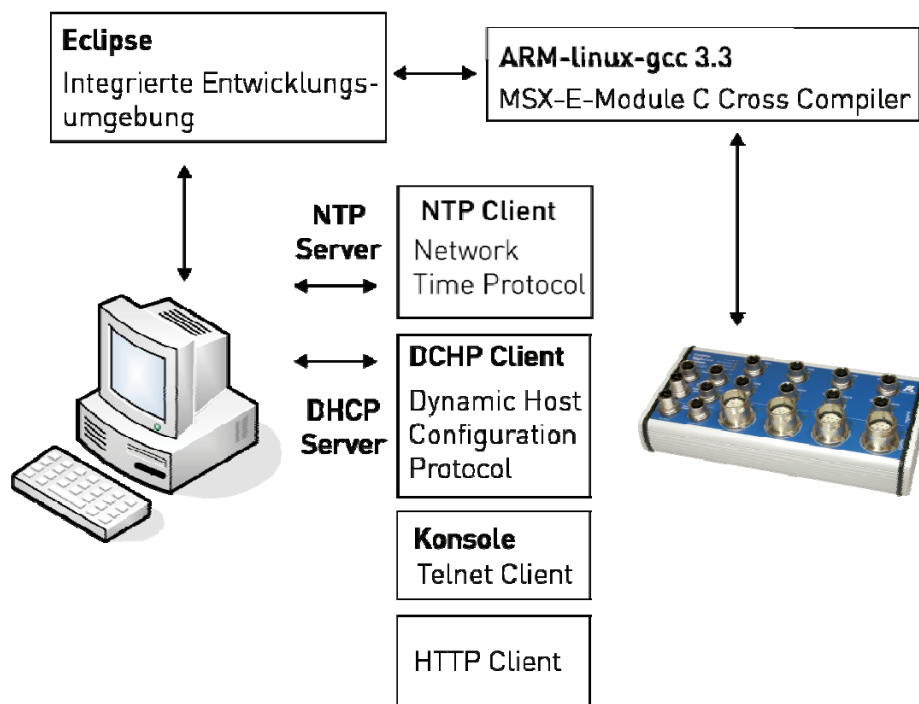 Eclipse
Integrierte Entwicklungs-
umgebung
ARM-linux-gcc 3.3
MSX-E-Module C Cross Compiler
NTP
Server
NTP Client
Network
Time Protocol
DHCP
Server
DCHP Client
Dynamic Host
Configuration
Protocol
Konsole
Telnet Client
HTTP Client